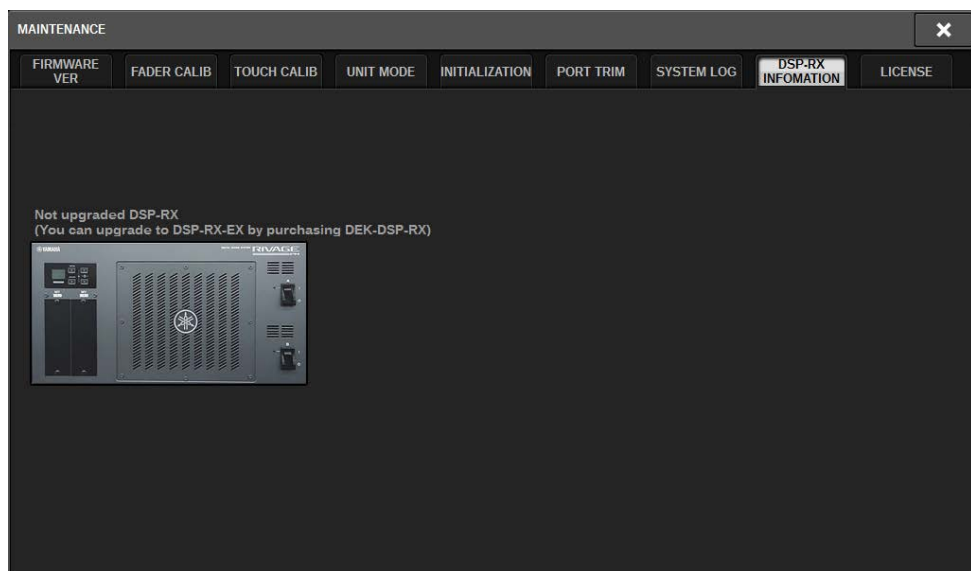 MAINTENANCE
FIRMWARE
VER
FADER CALIB
TOUCH CALIB
UNIT MODE
INITIALIZATION
PORT TRIM
SYSTEM LOG
DSP-RX
INFOMATION
LICENSE
Not upgraded DSP-RX
(You can upgrade to DSP-RX-EX by purchasing DEK-DSP-RX)
YAMAHA
RIVAGE